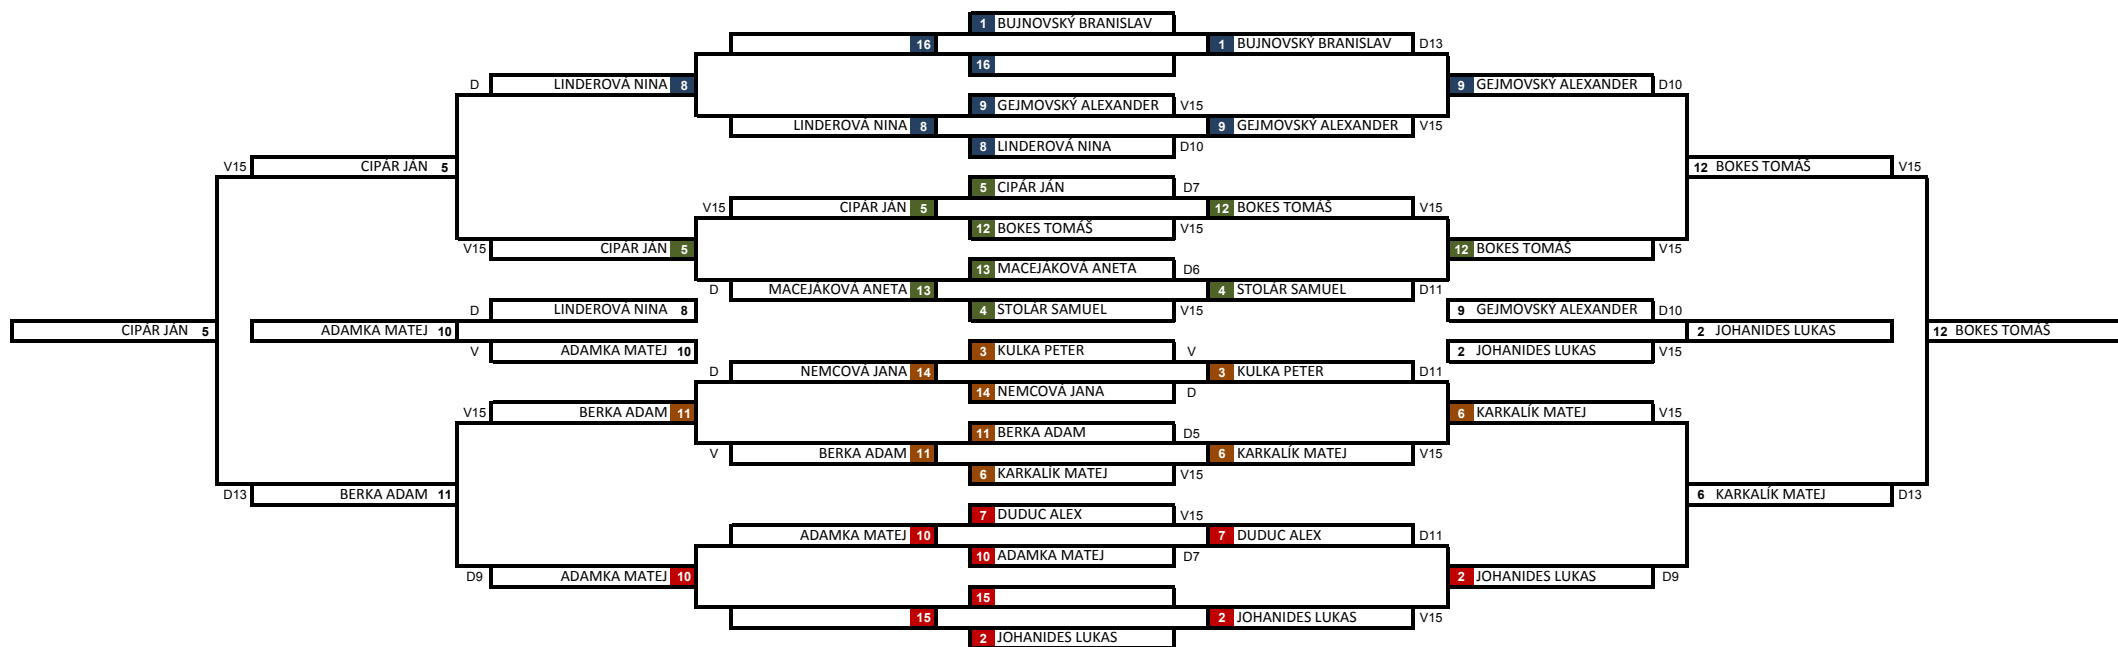 1 BUJNOVSKÝ BRANISLAV
16 1 BUJNOVSKÝ BRANISLAV D13
16
D LINDEROVÁ NINA 8 9 GEJMOVSKÝ ALEXANDER D10
9 GEJMOVSKÝ ALEXANDER V15
LINDEROVÁ NINA 8 9 GEJMOVSKÝ ALEXANDER V15
8 LINDEROVÁ NINA D10
V15 CIPÁR JÁN 5 12 BOKES TOMÁŠ V15
5 CIPÁR JÁN D7
V15 CIPÁR JÁN 5 12 BOKES TOMÁŠ V15
12 BOKES TOMÁŠ V15
V15 CIPÁR JÁN 5 12 BOKES TOMÁŠ V15
13 MACEJÁKOVÁ ANETA D6
D MACEJÁKOVÁ ANETA 13 4 STOLÁR SAMUEL D11
D LINDEROVÁ NINA 8 4 STOLÁR SAMUEL V15 9 GEJMOVSKÝ ALEXANDER D10
CIPÁR JÁN 5 ADAMKA MATEJ 10 2 JOHANIDES LUKAS 12 BOKES TOMÁŠ
V ADAMKA MATEJ 10 3 KULKA PETER V 2 JOHANIDES LUKAS V15
D NEMCOVÁ JANA 14 3 KULKA PETER D11
14 NEMCOVÁ JANA D
V15 BERKA ADAM 11 6 KARKALÍK MATEJ V15
11 BERKA ADAM D5
V BERKA ADAM 11 6 KARKALÍK MATEJ V15
6 KARKALÍK MATEJ V15
D13 BERKA ADAM 11 6 KARKALÍK MATEJ D13
7 DUDUC ALEX V15
ADAMKA MATEJ 10 7 DUDUC ALEX D11
10 ADAMKA MATEJ D7
D9 ADAMKA MATEJ 10 2 JOHANIDES LUKAS D9
15
15 2 JOHANIDES LUKAS V15
2 JOHANIDES LUKAS